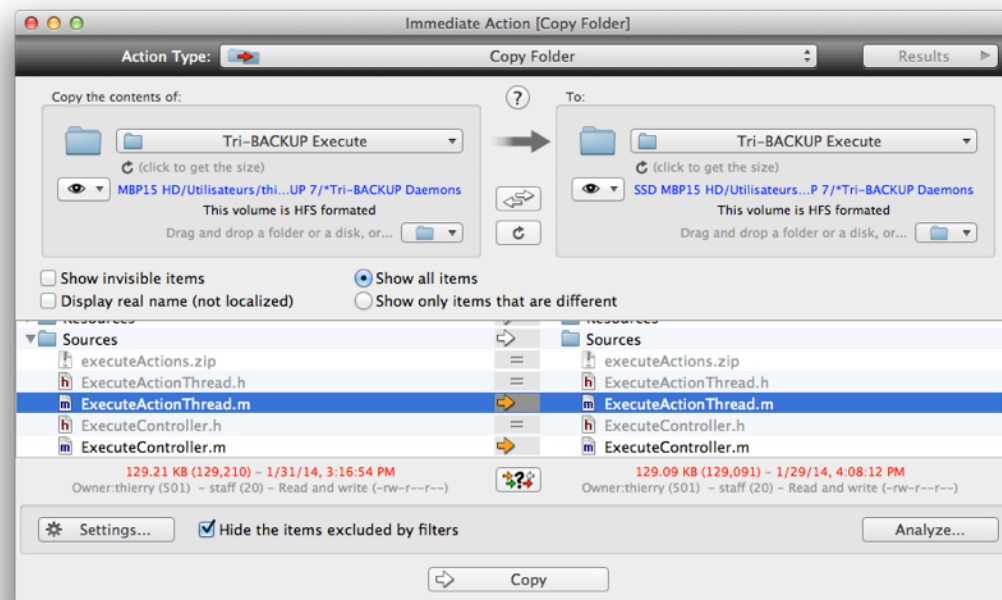 Immediate Action [Copy Folder]
Action Type: Copy Folder Results
Copy the contents of: ? To:
Tri-BACKUP Execute Tri-BACKUP Execute
(click to get the size) (click to get the size)
MBP15 HD/Utilisateurs/thi...UP 7/*Tri-BACKUP Daemons SSD MBP15 HD/Utilisateurs...P 7/*Tri-BACKUP Daemons
This volume is HFS formated This volume is HFS formated
Drag and drop a folder or a disk, or... Drag and drop a folder or a disk, or...
Show invisible items Show all items
Display real name (not localized) Show only items that are different
Resources Resources
Sources Sources
executeActions.zip = executeActions.zip
h ExecuteActionThread.h = h ExecuteActionThread.h
m ExecuteActionThread.m m ExecuteActionThread.m
h ExecuteController.h = h ExecuteController.h
m ExecuteController.m m ExecuteController.m
129.21 KB (129,210) – 1/31/14, 3:16:54 PM ? 129.09 KB (129,091) – 1/29/14, 4:08:12 PM
Owner:thierry (501) – staff (20) – Read and write (-rw-r--r--) Owner:thierry (501) – staff (20) – Read and write (-rw-r--r--)
Settings... Hide the items excluded by filters Analyze...
Copy